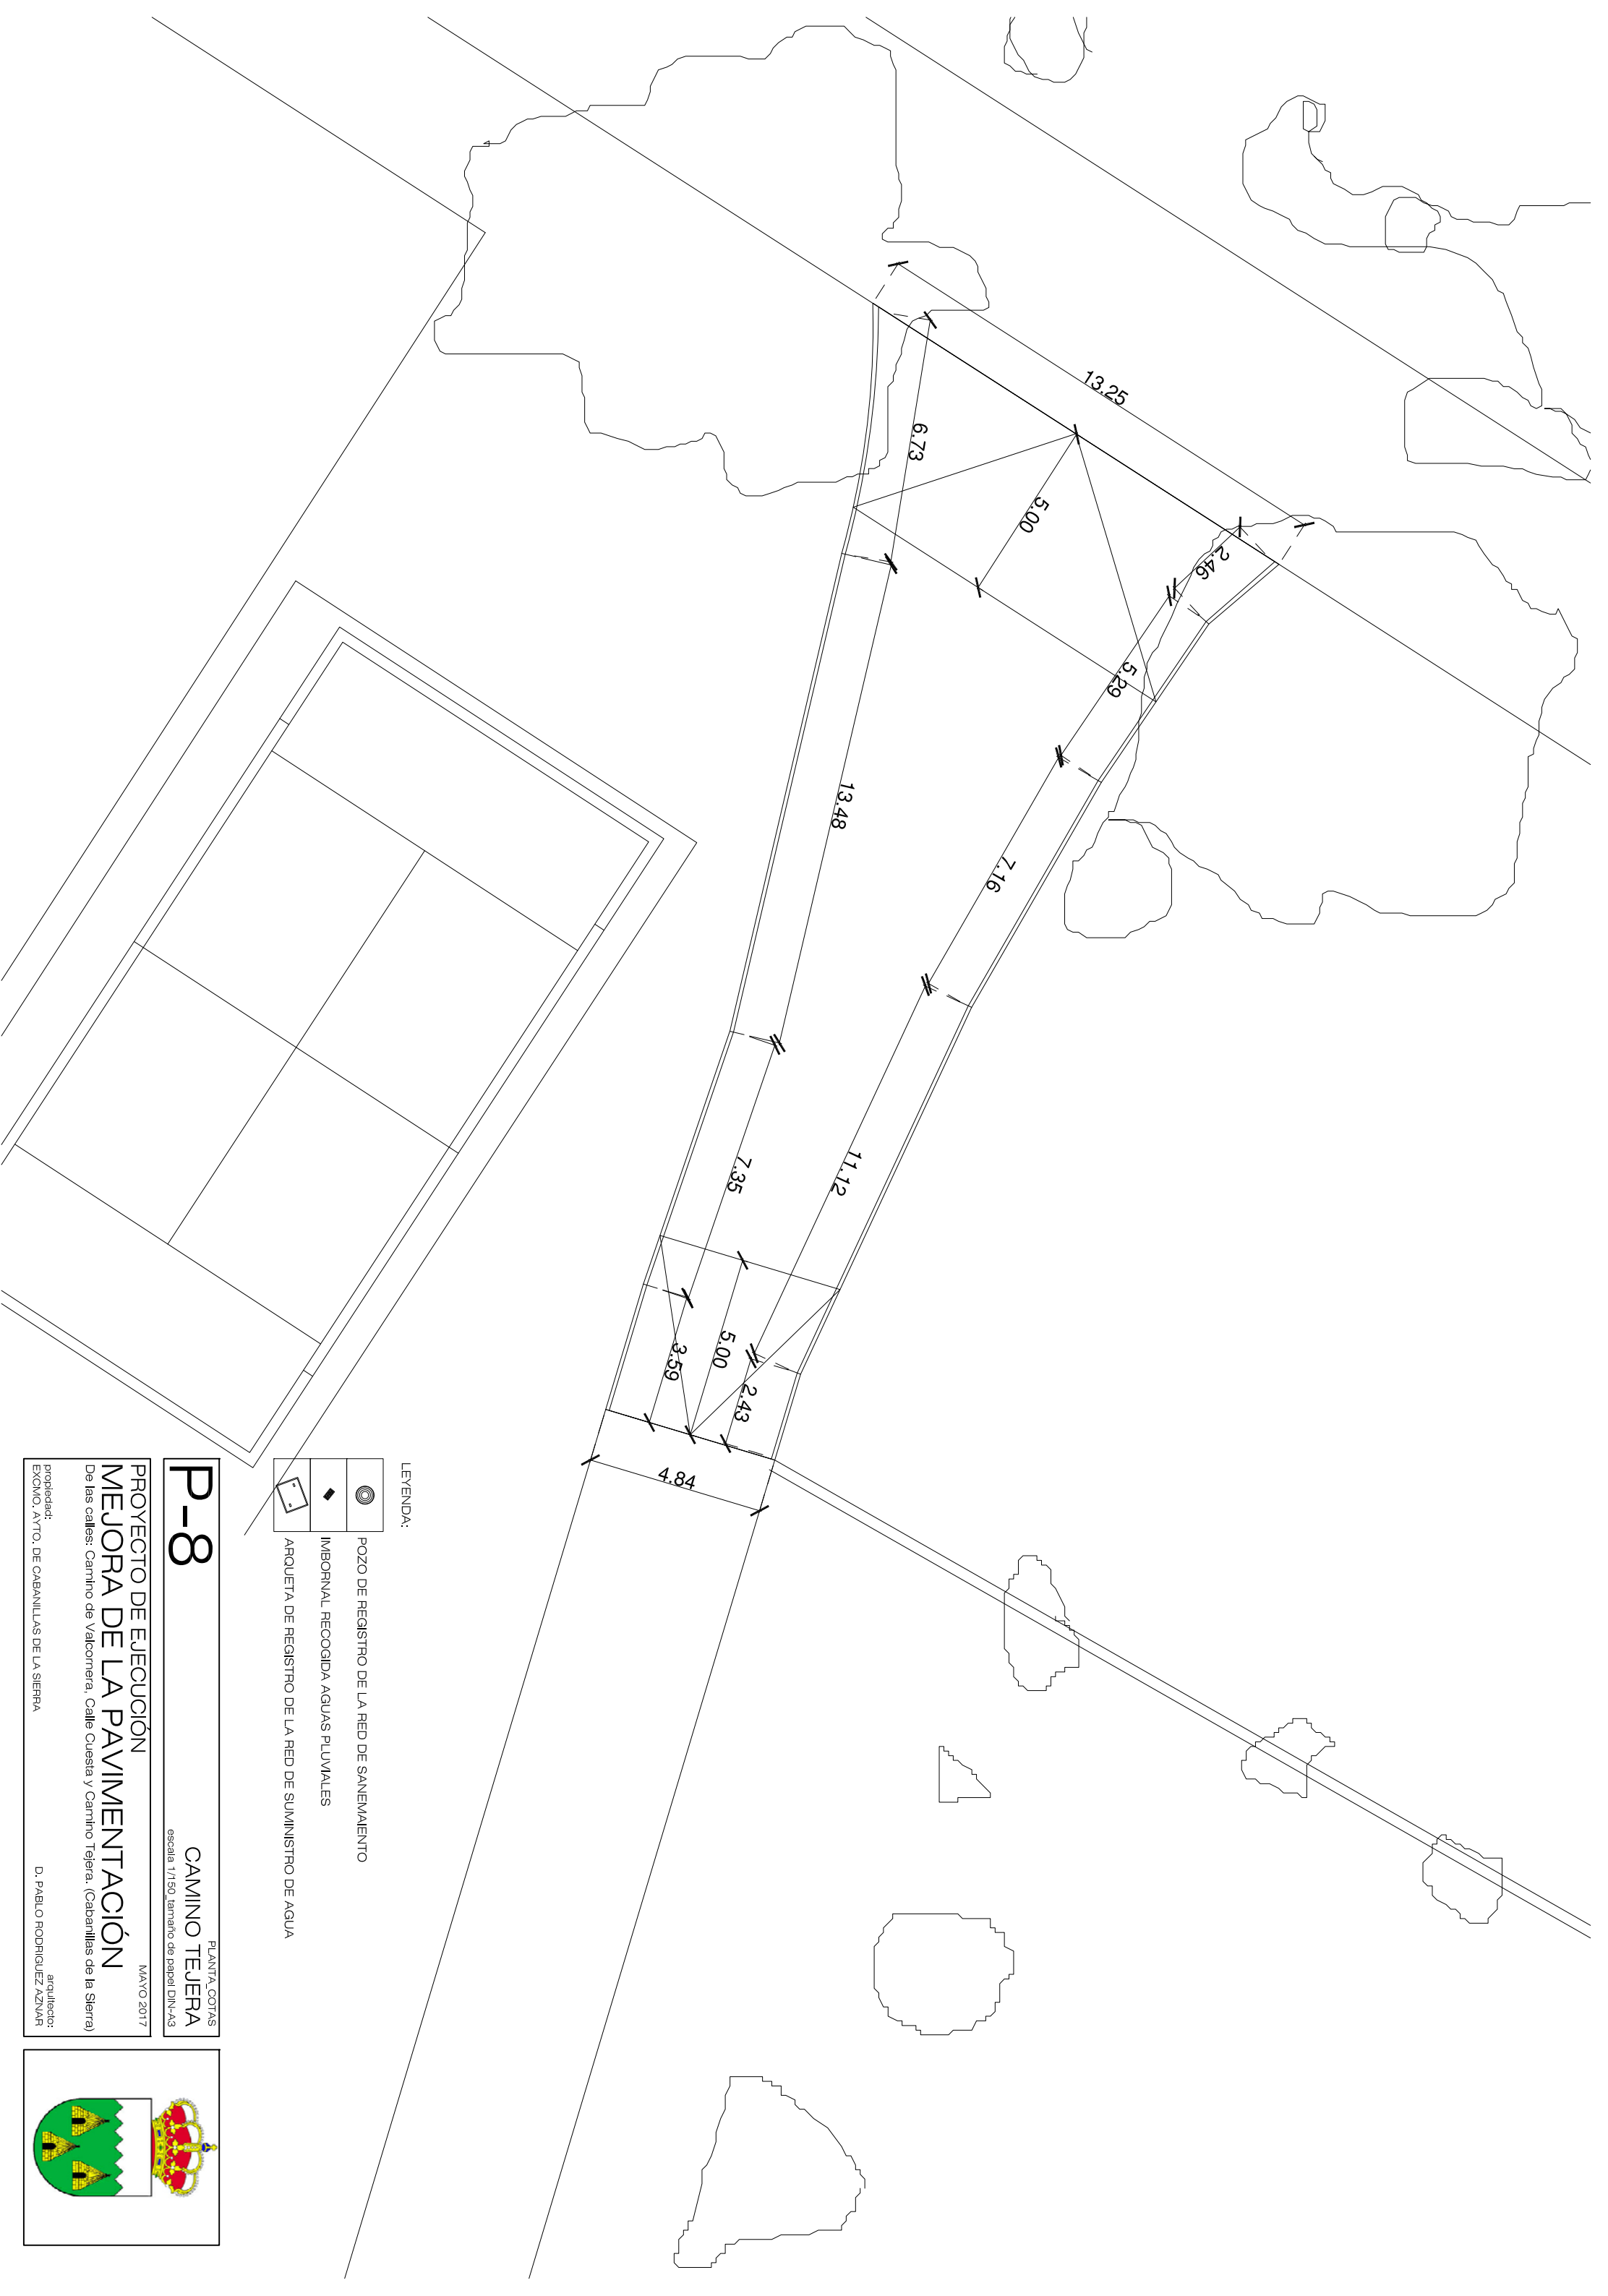 13.25
6.73
5.00
2.46
5.29
13.48
7.16
7.35
11.12
3.59
5.00
2.43
4.84
LEYENDA:
POZO DE REGISTRO DE LA RED DE SANEMAIENTO
IMBORNAL RECOGIDA AGUAS PLUVIALES
ARQUETA DE REGISTRO DE LA RED DE SUMINISTRO DE AGUA
P-8
PLANTA_COTAS
CAMINO TEJERA
escala 1/150_tamaño de papel DIN-A3
PROYECTO DE EJECUCIÓN
MAYO 2017
MEJORA DE LA PAVIMENTACIÓN
De las calles: Camino de Valcornera, Calle Cuesta y Camino Tejera. (Cabanillas de la Sierra)
propiedad:
EXCMO. AYTO. DE CABANILLAS DE LA SIERRA
arquitecto:
D. PABLO RODRIGUEZ AZNAR